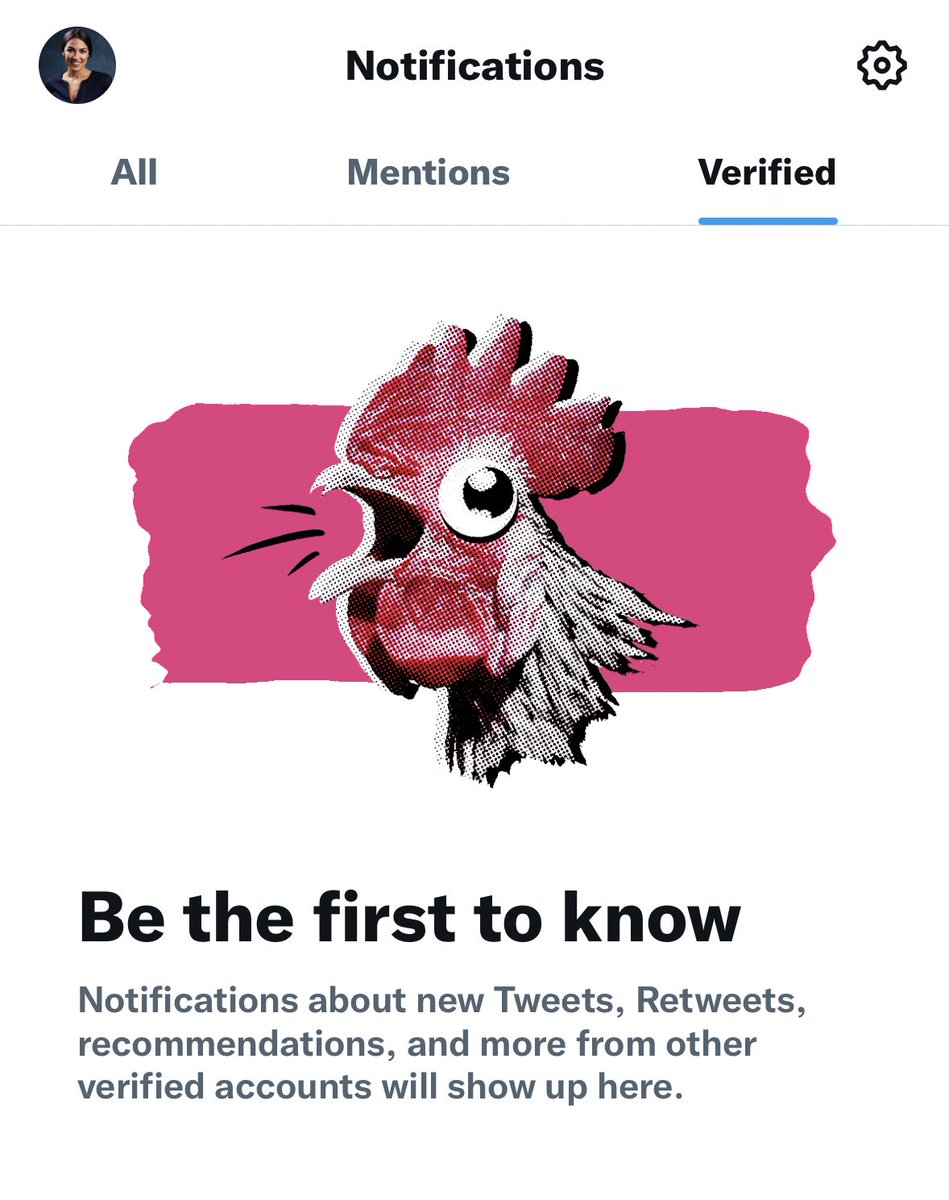 Notifications
All
Mentions
Verified
Be the first to know
Notifications about new Tweets, Retweets,
recommendations, and more from other
verified accounts will show up here.